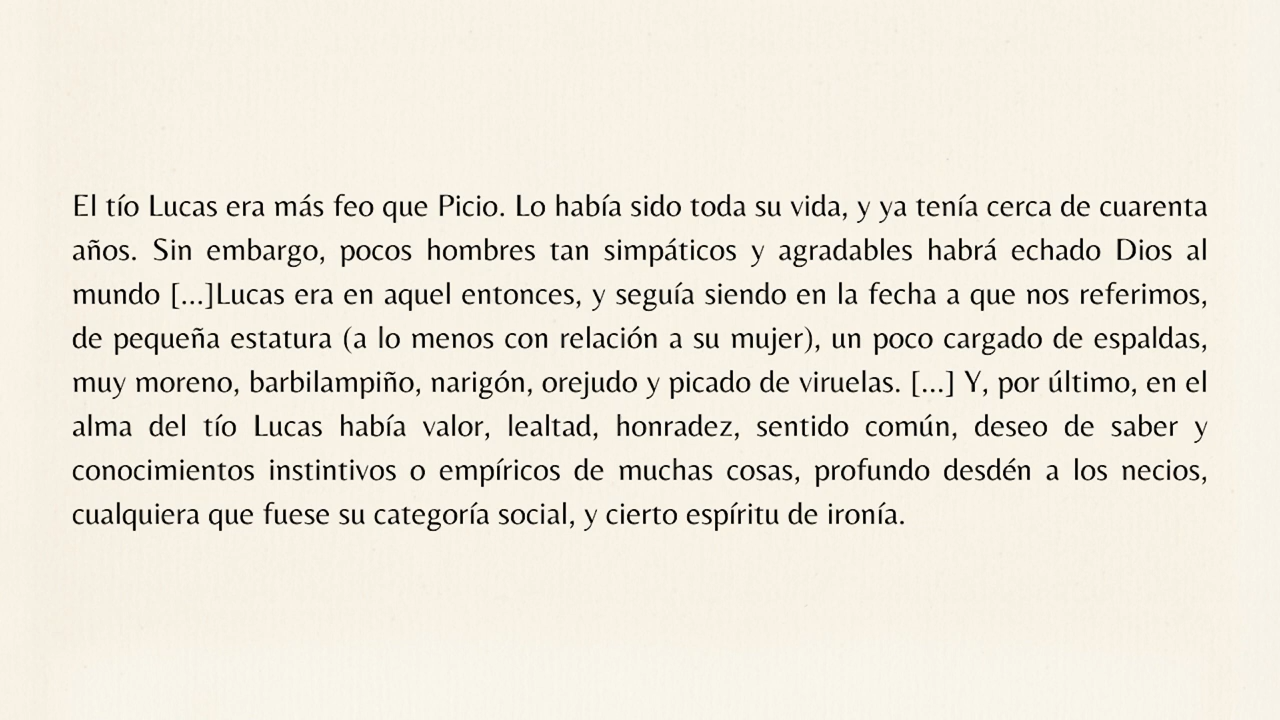 El tío Lucas era más feo que Picio. Lo había sido toda su vida, y ya tenía cerca de cuarenta
años. Sin embargo, pocos hombres tan simpáticos y agradables habrá echado Dios al
mundo [...]Lucas era en aquel entonces, y seguía siendo en la fecha a que nos referimos,
de pequeña estatura (a lo menos con relación a su mujer), un poco cargado de espaldas,
muy moreno, barbilampiño, narigón, orejudo y picado de viruelas. [...] Y, por último, en el
alma del tío Lucas había valor, lealtad, honradez, sentido común, deseo de saber y
conocimientos instintivos o empíricos de muchas cosas, profundo desdén a los necios,
cualquiera que fuese su categoría social, y cierto espíritu de ironía.